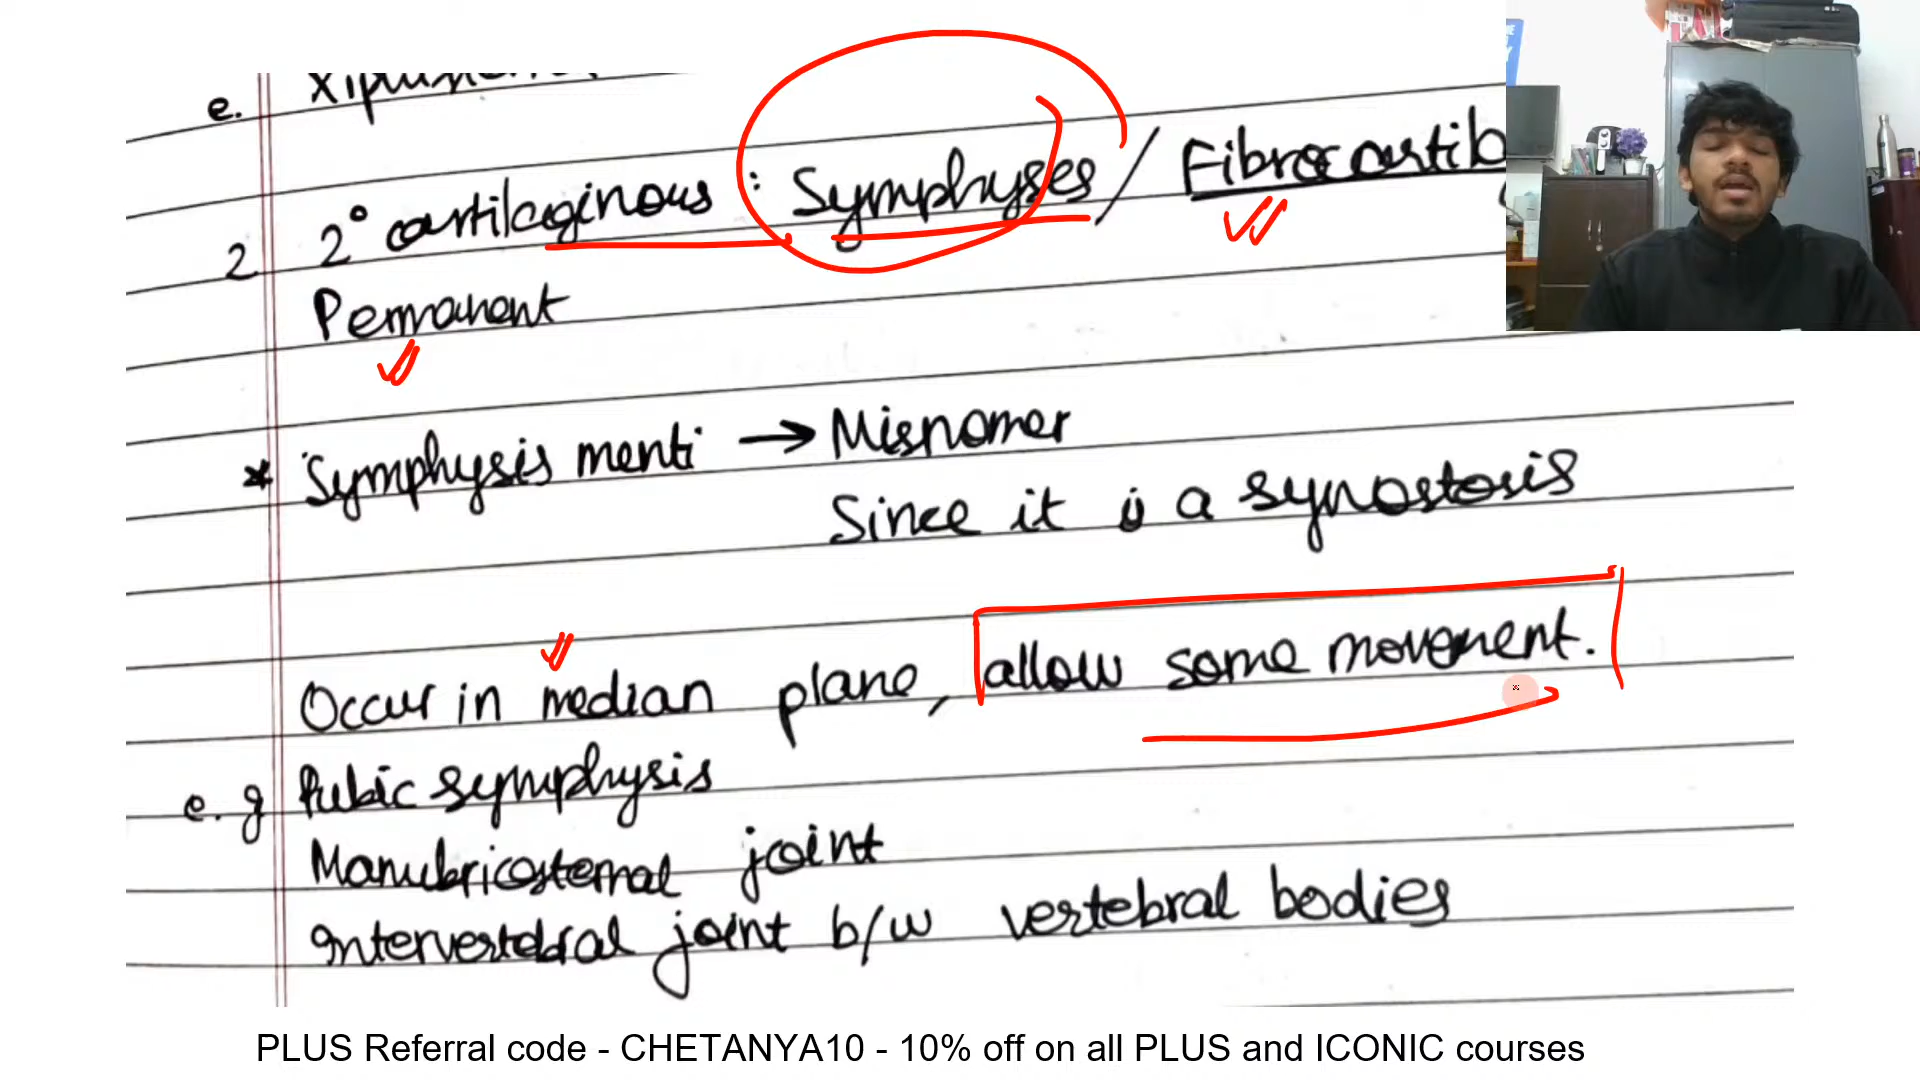 e.
2 2° cartilaginous : Symphyses / Fibrocartil
Permanent
* Symphysis menti → Misnomer
Since it is a synostosis
Occur in median plane, allow some movement.
e.g Pubic symphysis
Manubriosternal joint
Intervertebral joint b/w vertebral bodies
PLUS Referral code - CHETANYA10 - 10% off on all PLUS and ICONIC courses